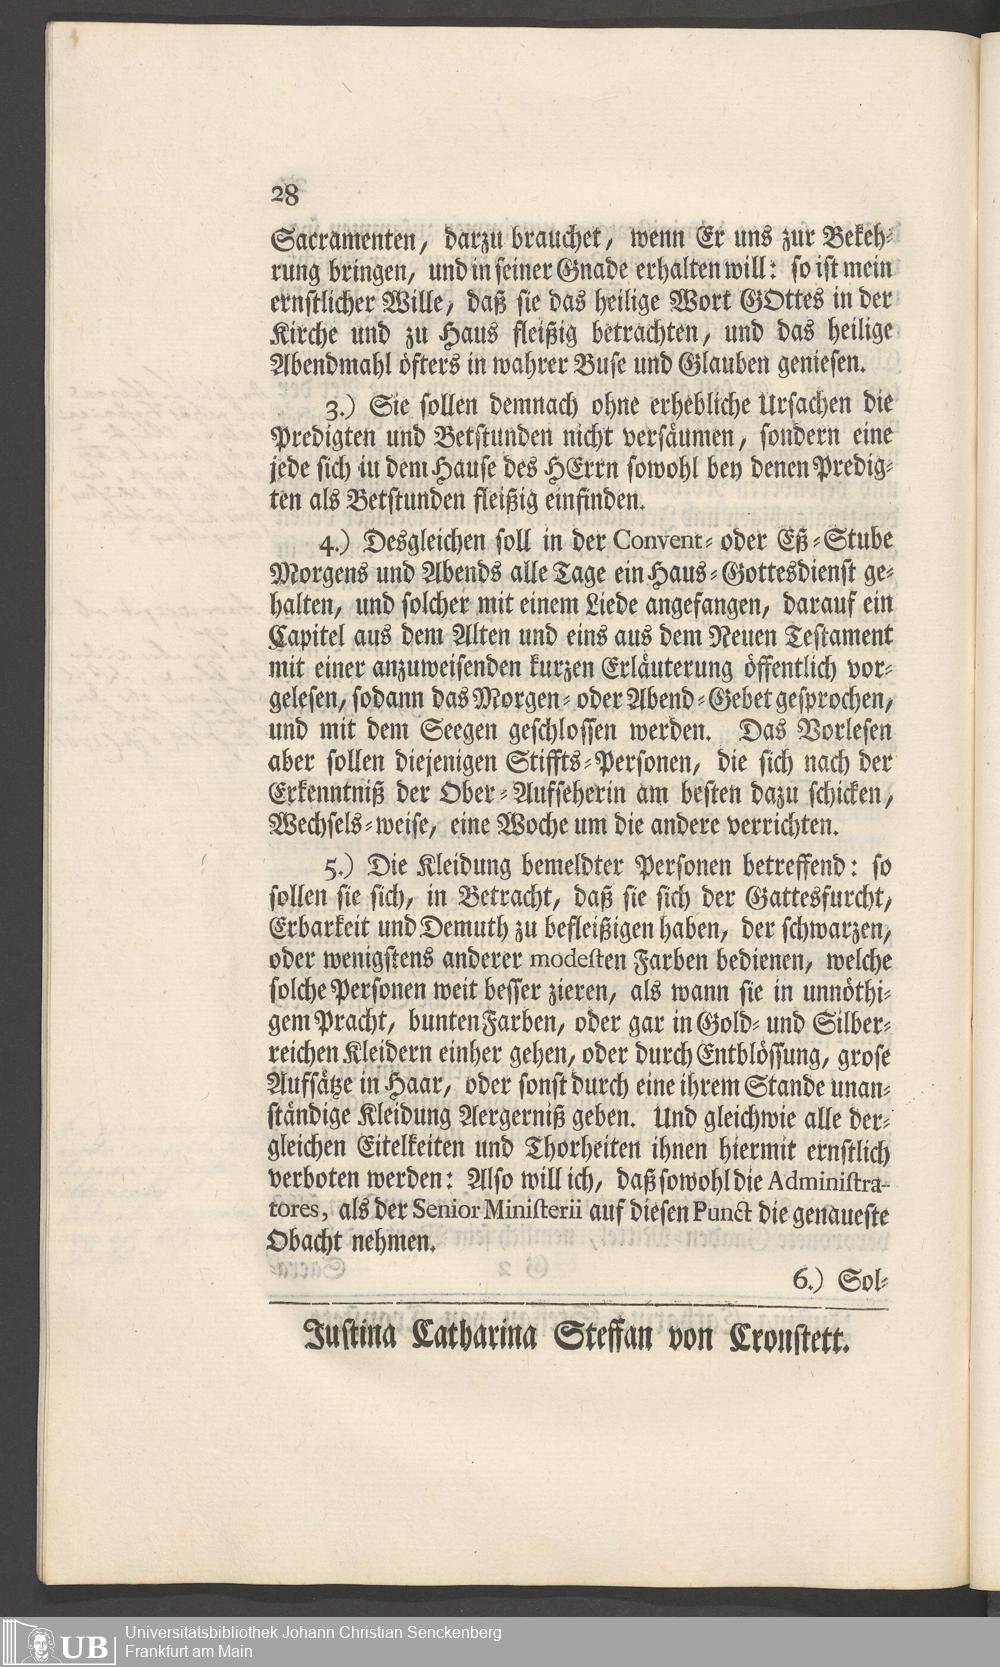 28
Sacramenten, darzu brauchet, wenn Er uns zur Bekeh-
rung bringen, und in seiner Gnade erhalten will: so ist mein
ernstlicher Wille, daß sie das heilige Wort GOttes in der
Kirche und zu Haus fleißig betrachten, und das heilige
Abendmahl öfters in wahrer Buse und Glauben geniesen.
3.) Sie sollen demnach ohne erhebliche Ursachen die
Predigten und Betstunden nicht versäumen, sondern eine
jede sich in dem Hause des HErrn sowohl bey denen Predig-
ten als Betstunden fleißig einfinden.
4.) Desgleichen soll in der Convent- oder Eß-Stube
Morgens und Abends alle Tage ein Haus-Gottesdienst ge-
halten, und solcher mit einem Liede angefangen, darauf ein
Capitel aus dem Alten und eins aus dem Neuen Testament
mit einer anzuweisenden kurzen Erläuterung öffentlich vor-
gelesen, sodann das Morgen- oder Abend-Gebet gesprochen,
und mit dem Seegen geschlossen werden. Das Vorlesen
aber sollen diejenigen Stiffts-Personen, die sich nach der
Erkenntniß der Ober-Aufseherin am besten dazu schicken,
Wechsels-weise, eine Woche um die andere verrichten.
5.) Die Kleidung bemeldter Personen betreffend: so
sollen sie sich, in Betracht, daß sie sich der Gattesfurcht,
Erbarkeit und Demuth zu befleißigen haben, der schwarzen,
oder wenigstens anderer modesten Farben bedienen, welche
solche Personen weit besser zieren, als wann sie in unnöthi-
gem Pracht, bunten Farben, oder gar in Gold- und Silber-
reichen Kleidern einher gehen, oder durch Entblössung, grose
Aufsätze in Haar, oder sonst durch eine ihrem Stande unan-
ständige Kleidung Aergerniß geben. Und gleichwie alle der-
gleichen Eitelkeiten und Thorheiten ihnen hiermit ernstlich
verboten werden: Also will ich, daß sowohl die Administra-
tores, als der Senior Ministerii auf diesen Punct die genaueste
Obacht nehmen.
6.) Sol-
Justina Catharina Steffan von Cronstett.
UB
Universitätsbibliothek Johann Christian Senckenberg
Frankfurt am Main